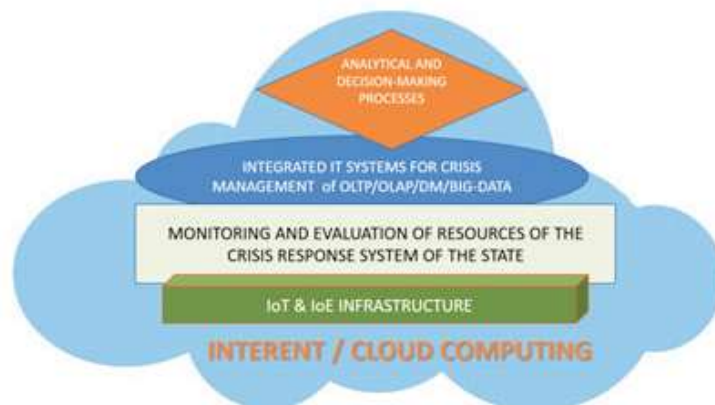 ANALYTICAL AND
DECISION-MAKING
PROCESSES
INTEGRATED IT SYSTEMS FOR CRISIS
MANAGEMENT of OLTP/OLAP/DM/BIG-DATA
MONITORING AND EVALUATION OF RESOURCES OF THE
CRISIS RESPONSE SYSTEM OF THE STATE
IoT & IoE INFRASTRUCTURE
INTERENT / CLOUD COMPUTING